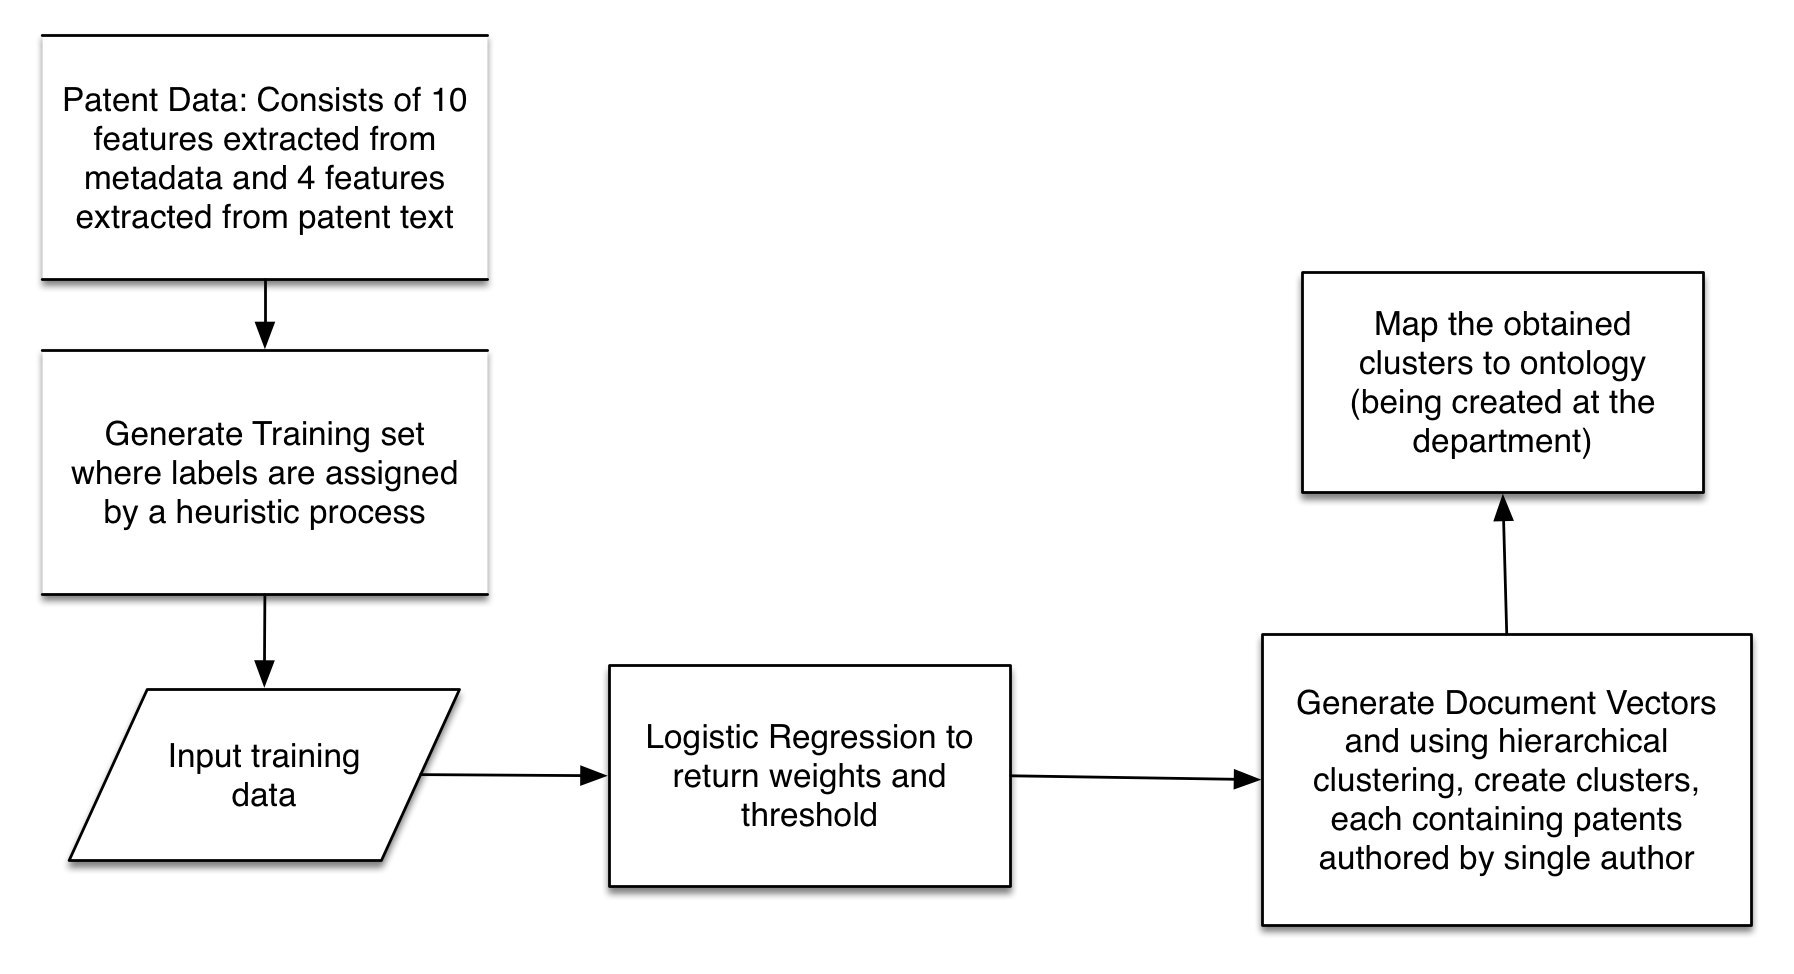 Patent Data: Consists of 10
features extracted from
metadata and 4 features
extracted from patent text
Generate Training set
where labels are assigned
by a heuristic process
Input training
data
Logistic Regression to
return weights and
threshold
Generate Document Vectors
and using hierarchical
clustering, create clusters,
each containing patents
authored by single author
Map the obtained
clusters to ontology
(being created at the
department)